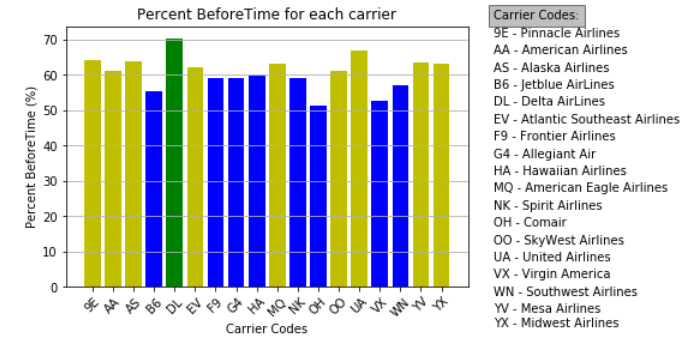 Percent BeforeTime for each carrier
Percent BeforeTime (%)
70
60
50
40
30
20
10
0
9E
AA
AS
B6
DL
EV
F9
G4
HA
MQ
NK
OH
OO
UA
VX
WN
YV
YX
Carrier Codes
Carrier Codes:
9E - Pinnacle Airlines
AA - American Airlines
AS - Alaska Airlines
B6 - Jetblue AirLines
DL - Delta AirLines
EV - Atlantic Southeast Airlines
F9 - Frontier Airlines
G4 - Allegiant Air
HA - Hawaiian Airlines
MQ - American Eagle Airlines
NK - Spirit Airlines
OH - Comair
OO - SkyWest Airlines
UA - United Airlines
VX - Virgin America
WN - Southwest Airlines
YV - Mesa Airlines
YX - Midwest Airlines